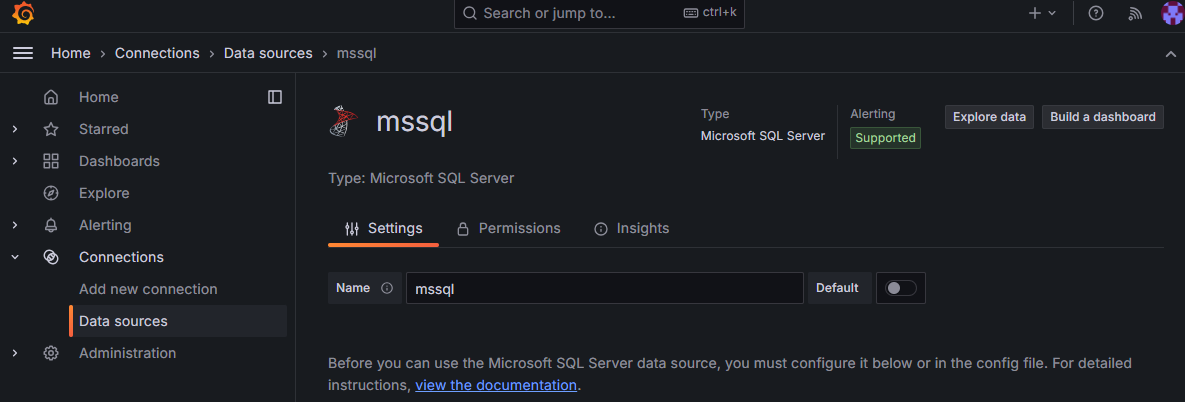 Search or jump to... ctrl+k
Home > Connections > Data sources > mssql
Home
Starred
Dashboards
Explore
Alerting
Connections
Add new connection
Data sources
Administration
mssql
Type
Microsoft SQL Server
Alerting
Supported
Explore data
Build a dashboard
Type: Microsoft SQL Server
Settings
Permissions
Insights
Name
mssql
Default
Before you can use the Microsoft SQL Server data source, you must configure it below or in the config file. For detailed
instructions, view the documentation.